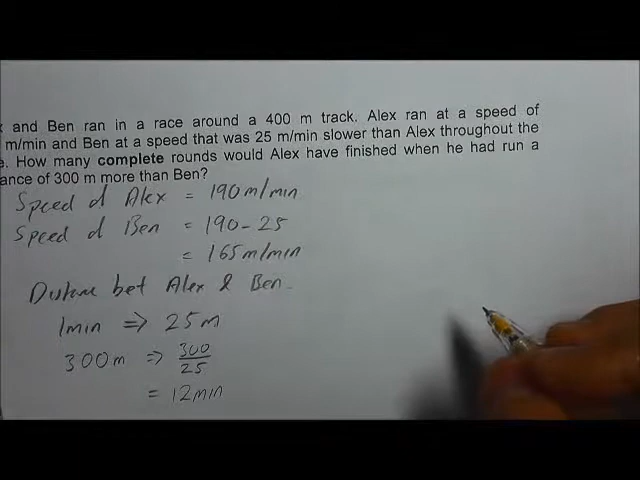 and Ben ran in a race around a 400 m track. Alex ran at a speed of
m/min and Ben at a speed that was 25 m/min slower than Alex throughout the
. How many complete rounds would Alex have finished when he had run a
ance of 300 m more than Ben?
Speed of Alex = 190m/min
Speed of Ben = 190-25
= 165m/min
Distance bet Alex & Ben.
1min ⇒ 25m
300m ⇒ 300/25
= 12min